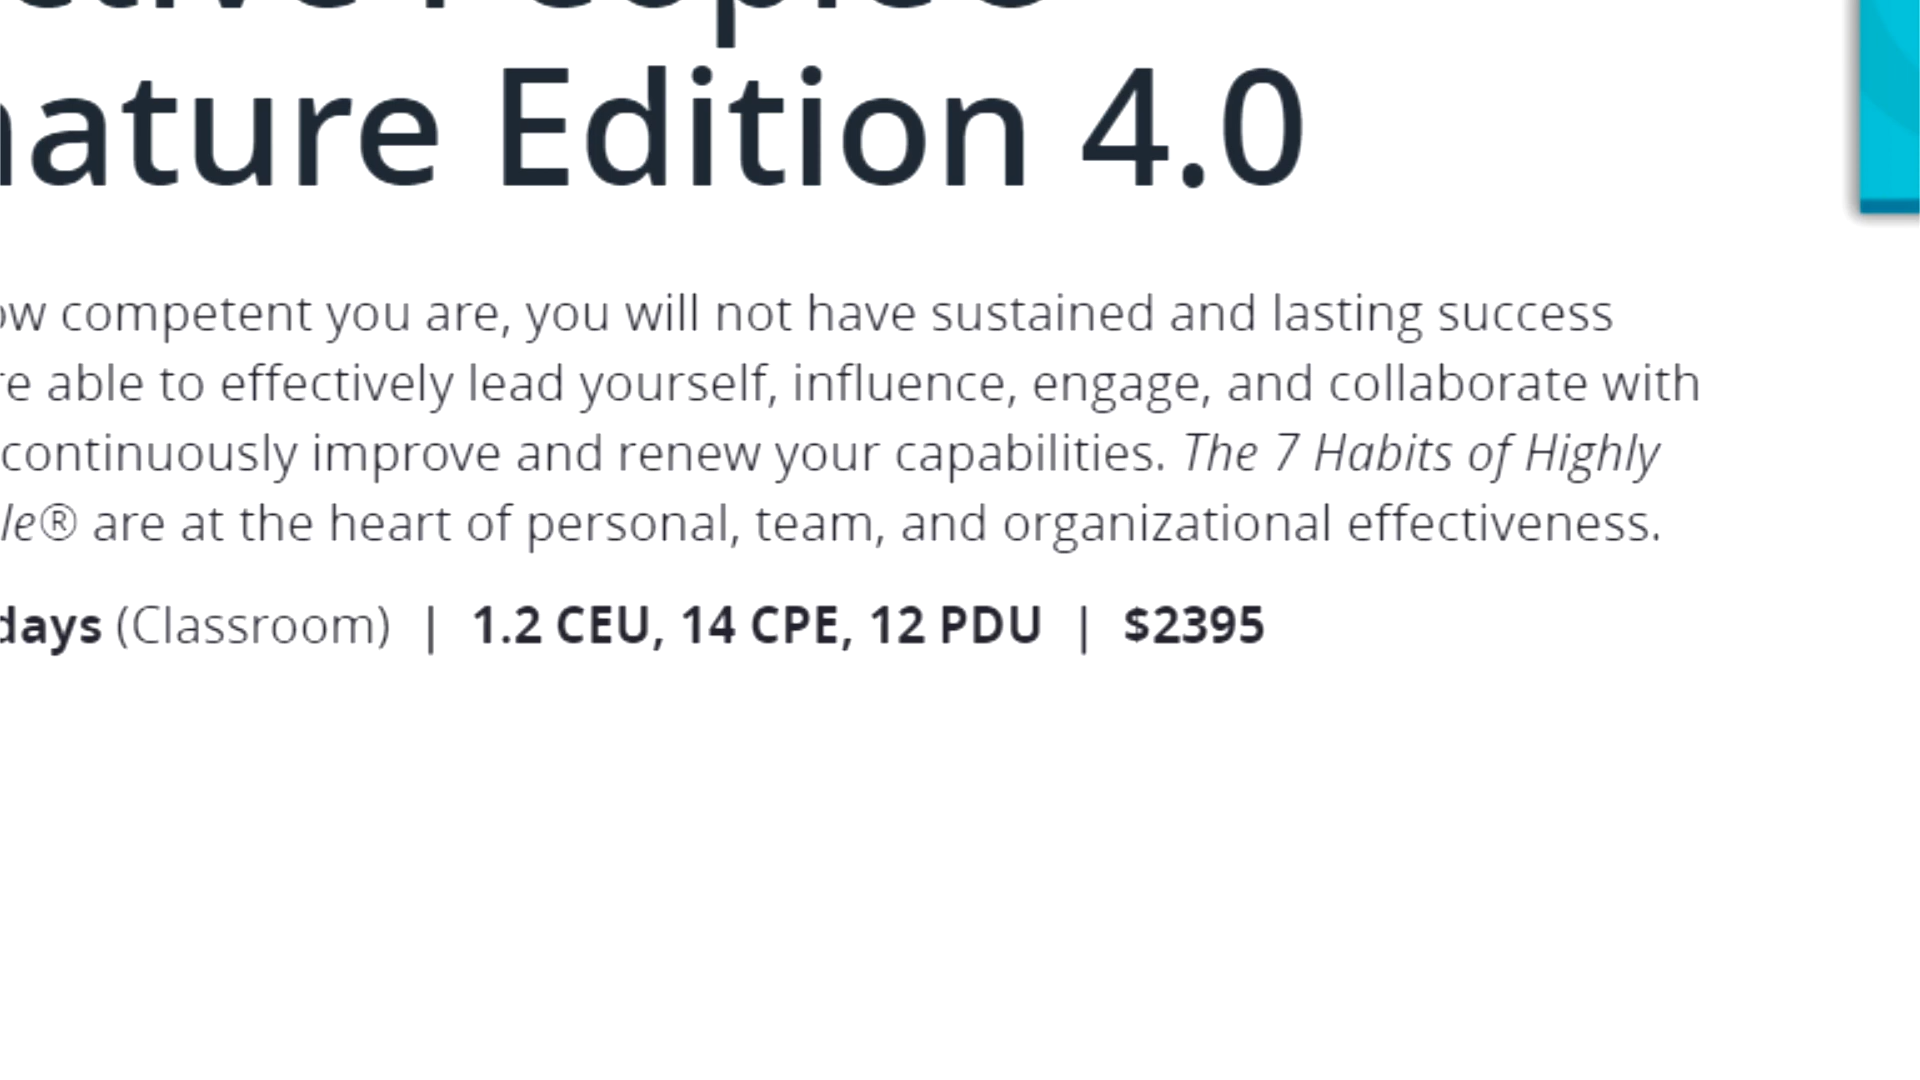 Edition 4.0
competent you are, you will not have sustained and lasting success
able to effectively lead yourself, influence, engage, and collaborate with
continuously improve and renew your capabilities. The 7 Habits of Highly
are at the heart of personal, team, and organizational effectiveness.
days (Classroom) | 1.2 CEU, 14 CPE, 12 PDU | $2395